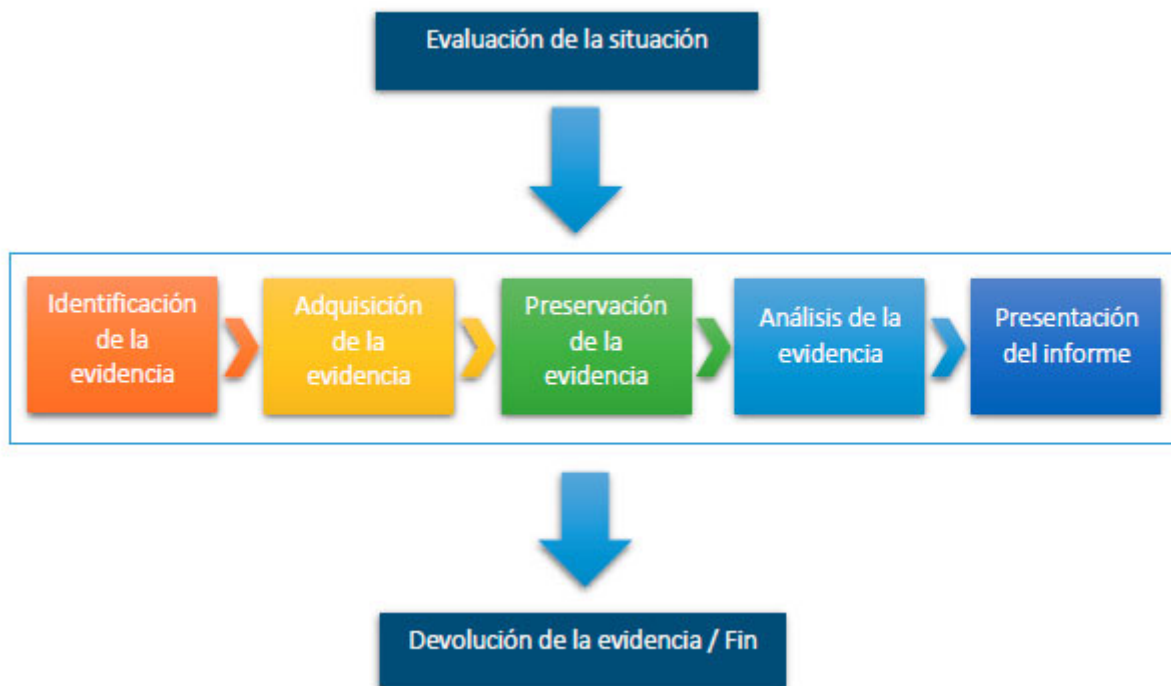 Evaluación de la situación
Identificación
de la
evidencia
Adquisición
de la
evidencia
Preservación
de la
evidencia
Análisis de la
evidencia
Presentación
del informe
Devolución de la evidencia / Fin